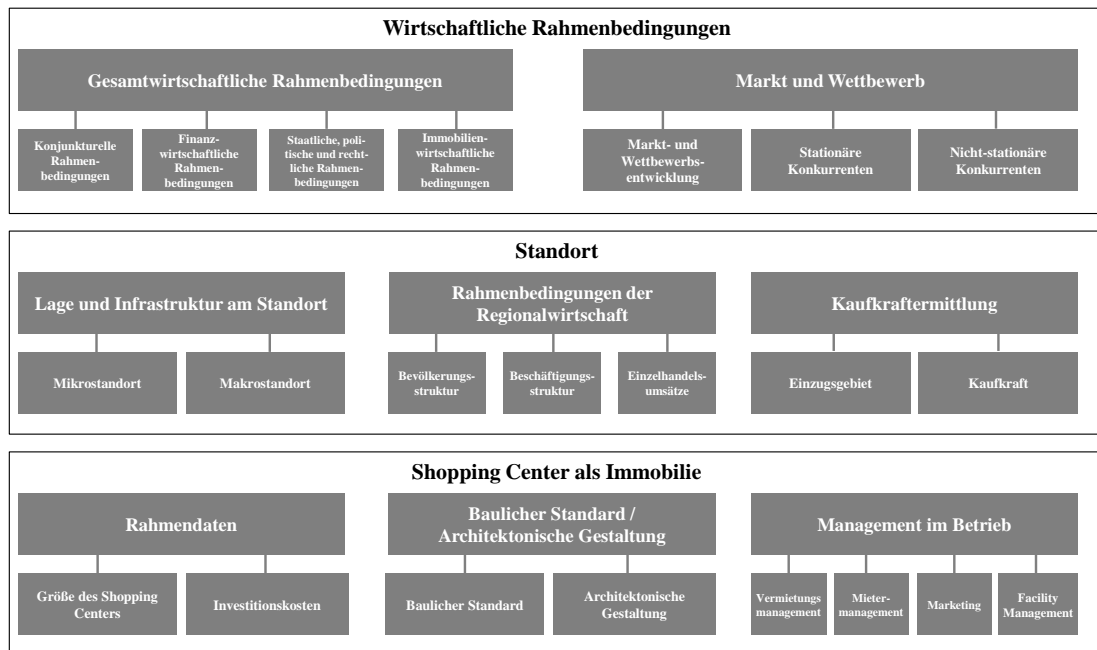 Wirtschaftliche Rahmenbedingungen
Gesamtwirtschaftliche Rahmenbedingungen
Markt und Wettbewerb
Konjunkturelle
Rahmen-
bedingungen
Finanz-
wirtschaftliche
Rahmen-
bedingungen
Staatliche, poli-
tische und recht-
liche Rahmen-
bedingungen
Immobilien-
wirtschaftliche
Rahmen-
bedingungen
Markt- und
Wettbewerbs-
entwicklung
Stationäre
Konkurrenten
Nicht-stationäre
Konkurrenten
Standort
Lage und Infrastruktur am Standort
Rahmenbedingungen der
Regionalwirtschaft
Kaufkraftermittlung
Mikrostandort
Makrostandort
Bevölkerungs-
struktur
Beschäftigungs-
struktur
Einzelhandels-
umsätze
Einzugsgebiet
Kaufkraft
Shopping Center als Immobilie
Rahmendaten
Baulicher Standard /
Architektonische Gestaltung
Management im Betrieb
Größe des Shopping
Centers
Investitionskosten
Baulicher Standard
Architektonische
Gestaltung
Vermietungs
management
Mieter-
management
Marketing
Facility
Management